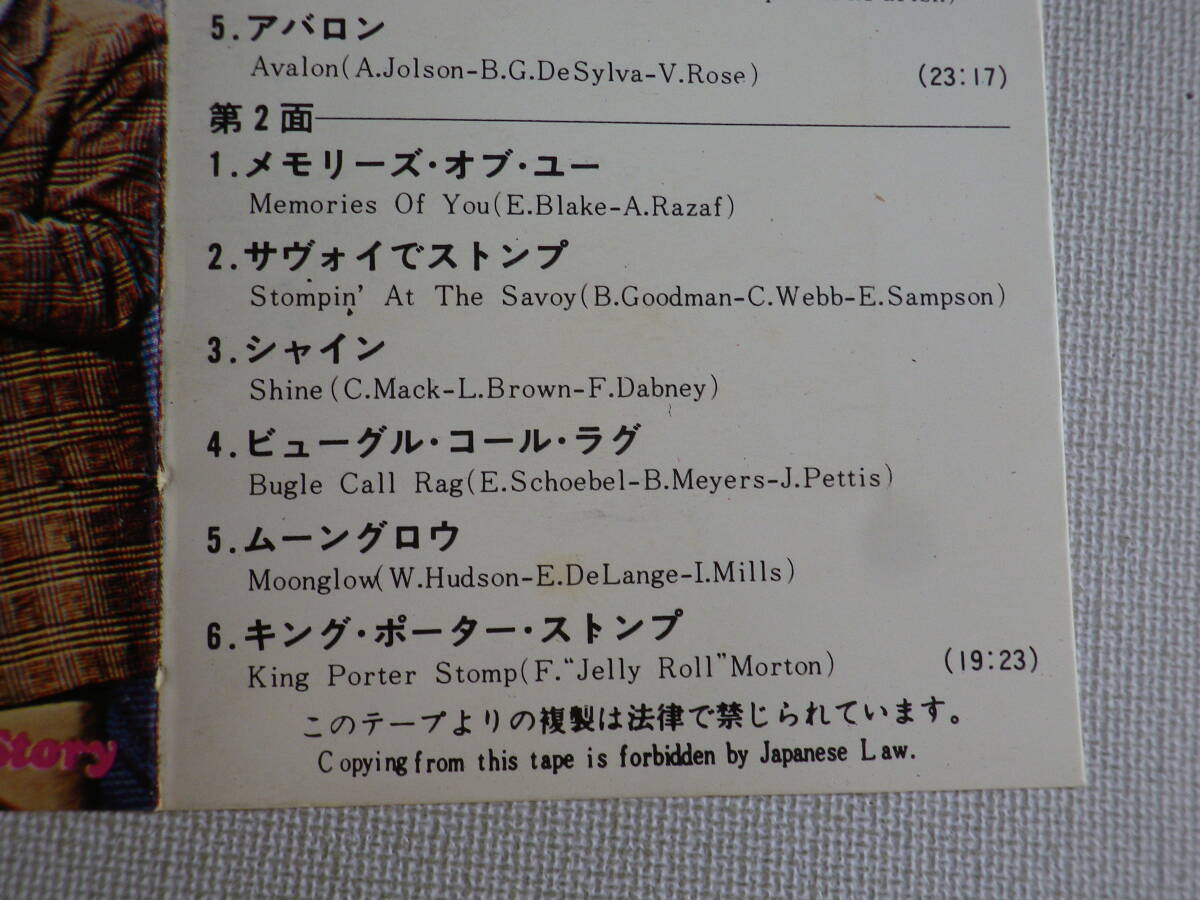 5.アバロン
Avalon(A.Jolson-B.G.DeSylva-V.Rose) (23:17)
第2面
1.メモリーズ・オブ・ユー
Memories Of You(E.Blake-A.Razaf)
2.サヴォイでストンプ
Stompin' At The Savoy(B.Goodman-C.Webb-E.Sampson)
3.シャイン
Shine(C.Mack-L.Brown-F.Dabney)
4.ビューグル・コール・ラグ
Bugle Call Rag(E.Schoebel-B.Meyers-J.Pettis)
5.ムーングロウ
Moonglow(W.Hudson-E.DeLange-I.Mills)
6.キング・ポーター・ストンプ
King Porter Stomp(F."Jelly Roll"Morton) (19:23)
このテープよりの複製は法律で禁じられています。
Copying from this tape is forbidden by Japanese Law.
Story